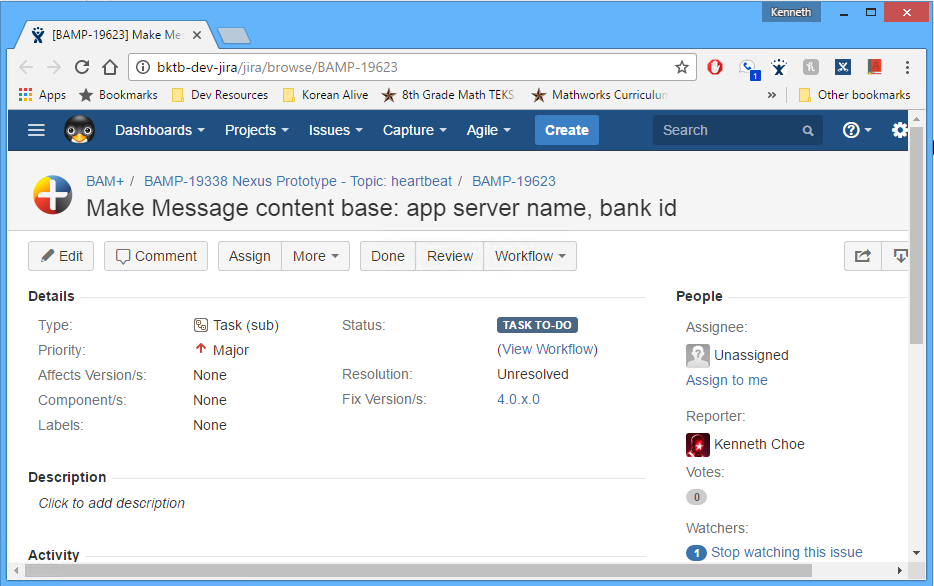 Kenneth
[BAMP-19623] Make Me
bktb-dev-jira/jira/browse/BAMP-19623
1
Apps Bookmarks Dev Resources Korean Alive 8th Grade Math TEKS Mathworks Curriculum » Other bookmarks
Dashboards Projects Issues Capture Agile Create Search
BAM+ / BAMP-19338 Nexus Prototype - Topic: heartbeat / BAMP-19623
Make Message content base: app server name, bank id
Edit Comment Assign More Done Review Workflow
Details
Type: Task (sub)
Priority: Major
Affects Version/s: None
Component/s: None
Labels: None
Status: TASK TO-DO
(View Workflow)
Resolution: Unresolved
Fix Version/s: 4.0.x.0
Description
Click to add description
Activity
People
Assignee:
Unassigned
Assign to me
Reporter:
Kenneth Choe
Votes:
0
Watchers:
1 Stop watching this issue